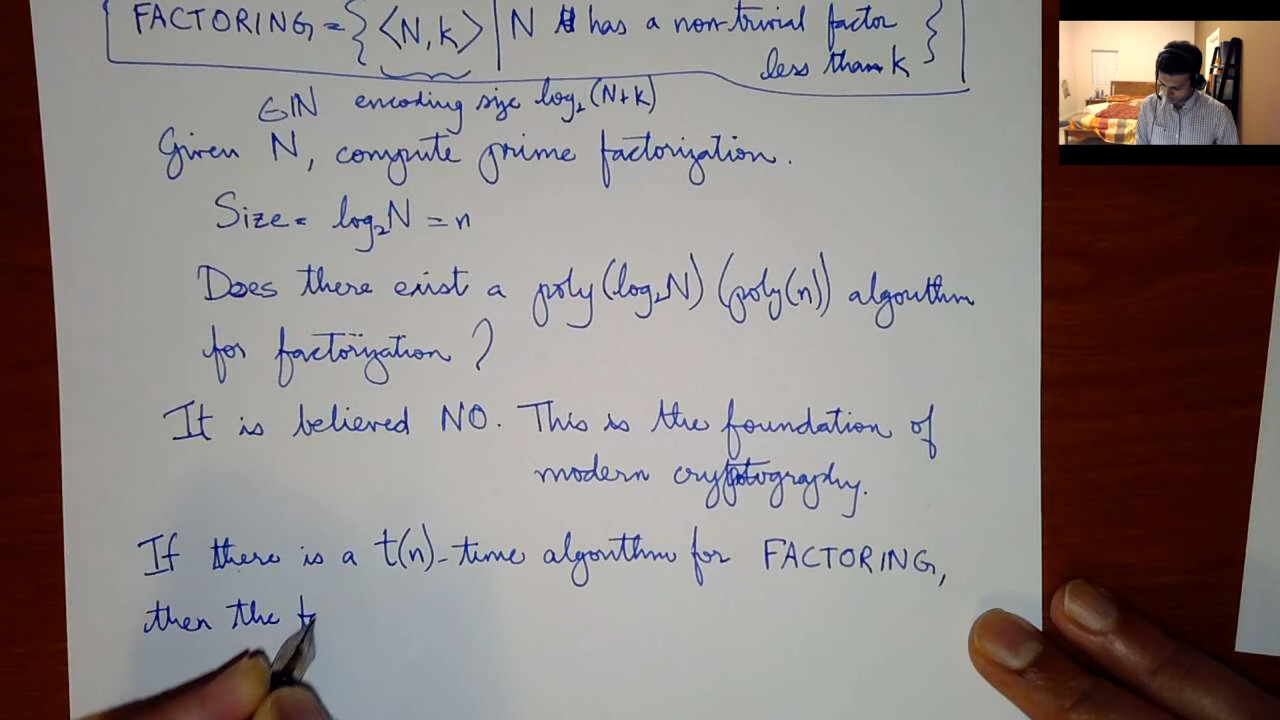 FACTORING = { <N, k> | N has a non-trivial factor
less than k }
∈ IN encoding size log₂(N+k)
Given N, compute prime factorization.
Size = log₂N = n
Does there exist a poly(log₂N) (poly(n)) algorithm
for factorization ?
It is believed NO. This is the foundation of
modern cryptography.
If there is a t(n)-time algorithm for FACTORING,
then the